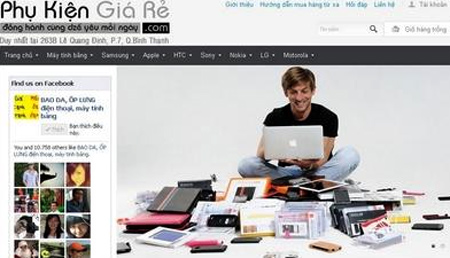 Phụ Kiện Giá Rẻ
đồng hành cùng dzế yêu mỗi ngày .com
Duy nhất tại 263B Lê Quang Định, P.7, Q.Bình Thạnh
Giới thiệu Hướng dẫn mua hàng từ xa Hỏi đáp Liên hệ Tài khoản
Giỏ hàng trống
Trang chủ Máy tính bảng Samsung Apple HTC Sony Nokia LG Motorola
Find us on Facebook
BAO DA, ỐP LƯNG
điện thoại, máy tính
bảng
Thích
Bạn thích điều
này.
You and 10.758 others like BAO DA, ỐP
LƯNG điện thoại, máy tính bảng.